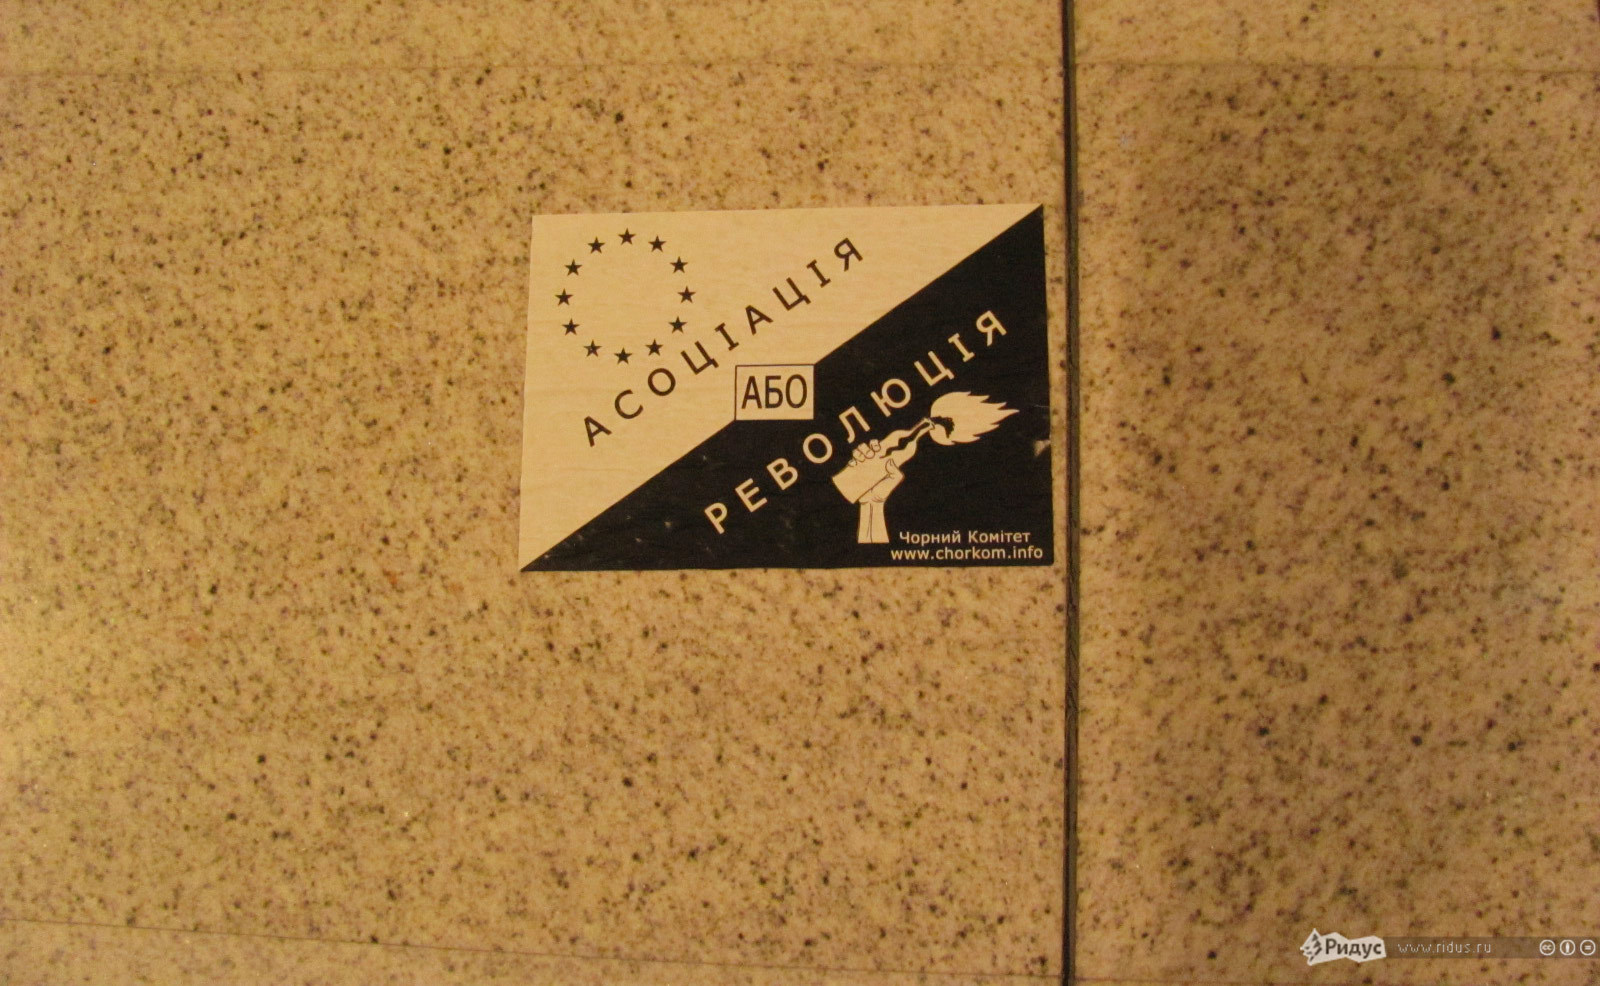 АСОЦІАЦІЯ
АБО
РЕВОЛЮЦІЯ
Чорний Комітет
www.chorkom.info
Ридус www.ridus.ru